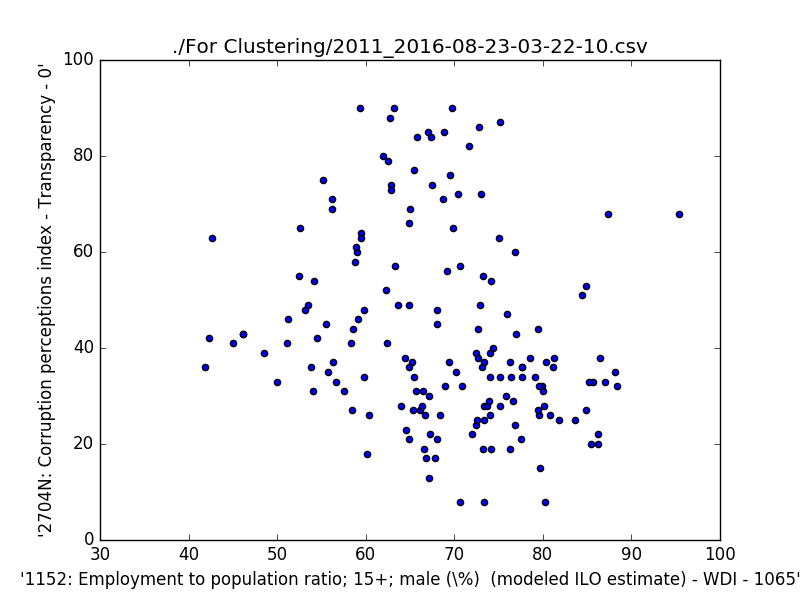 ./For Clustering/2011_2016-08-23-03-22-10.csv
'2704N: Corruption perceptions index - Transparency - 0'
100
80
60
40
20
0
30 40 50 60 70 80 90 100
'1152: Employment to population ratio; 15+; male (\%)  (modeled ILO estimate) - WDI - 1065'